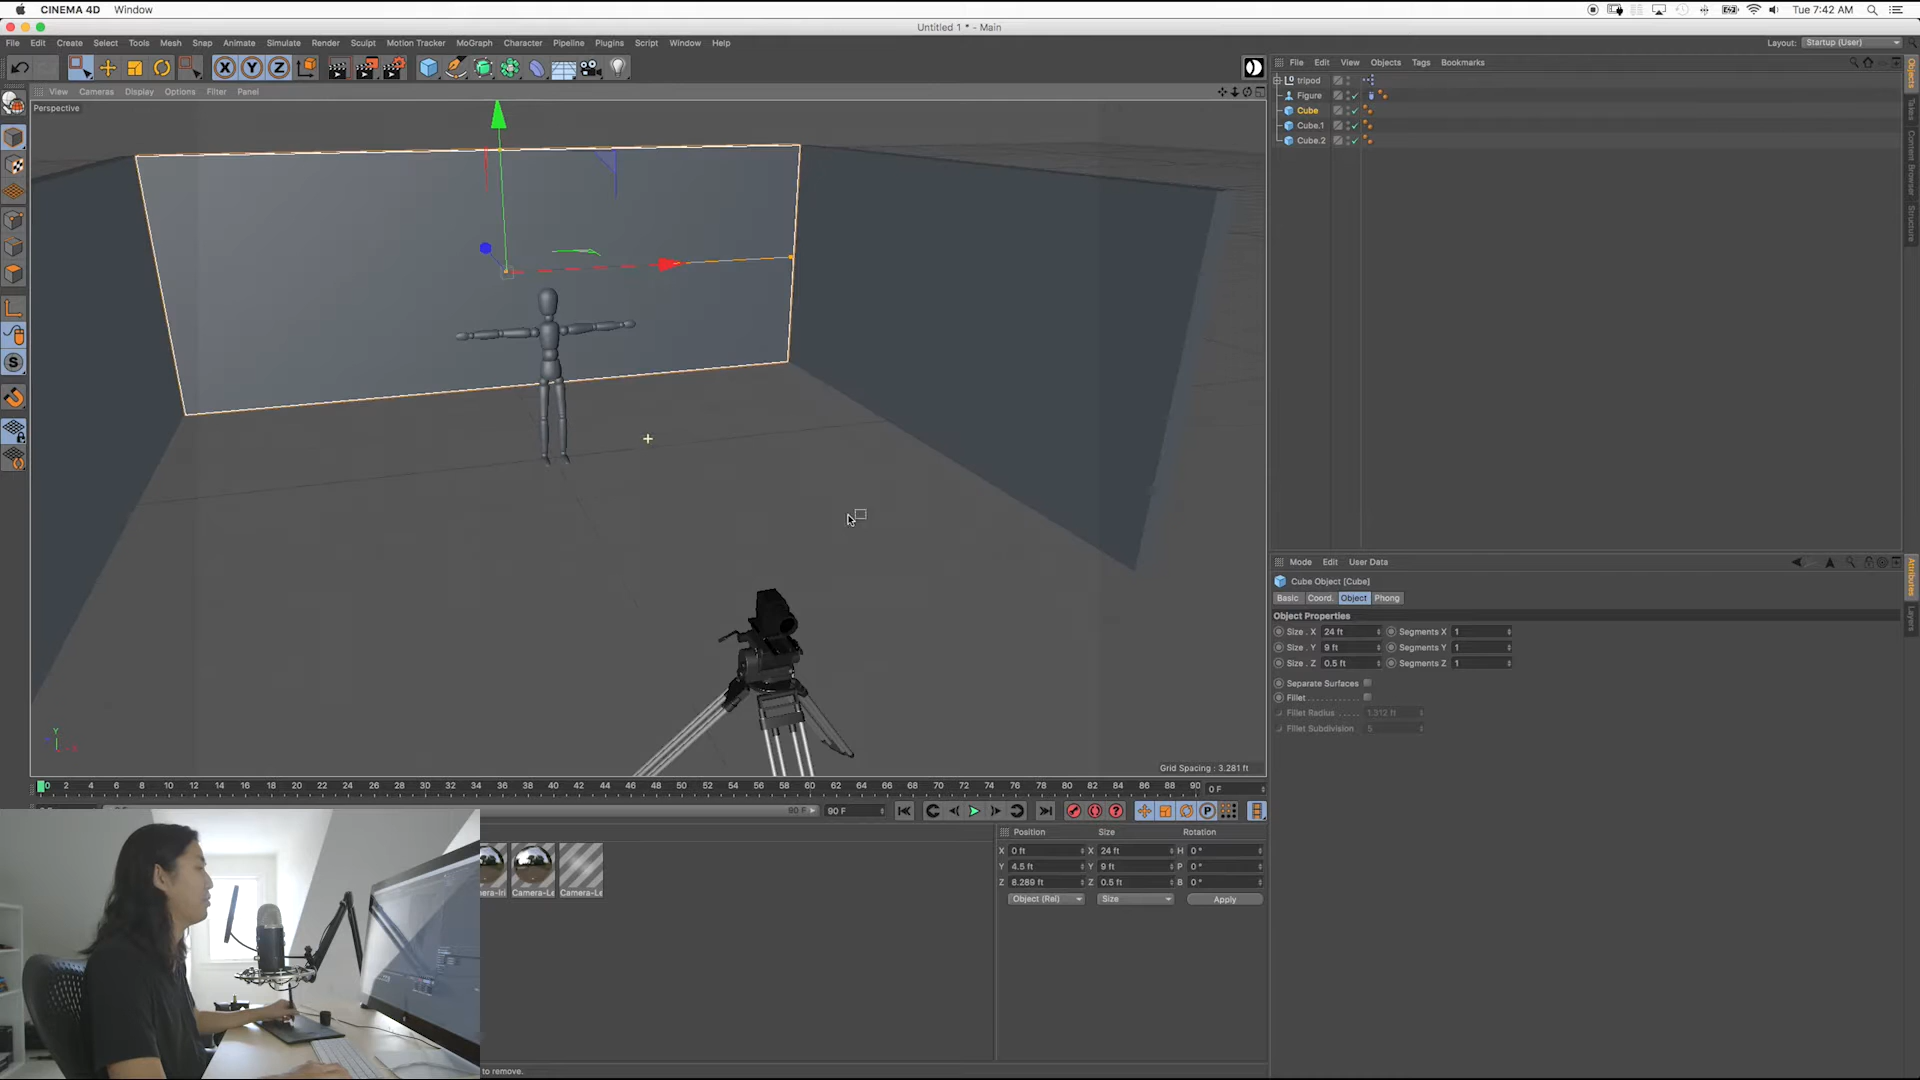 CINEMA 4D Window
Tue 7:42 AM
Untitled 1 * - Main
File Edit Create Select Tools Mesh Snap Animate Simulate Render Sculpt Motion Tracker MoGraph Character Pipeline Plugins Script Window Help
Layout: Startup (User)
X Y Z
View Cameras Display Options Filter Panel
Perspective
Grid Spacing : 3.281 ft
Y
S
File Edit View Objects Tags Bookmarks
tripod
Figure
Cube
Cube.1
Cube.2
Objects
Takes
Content Browser
Structure
Mode Edit User Data
Cube Object [Cube]
Basic Coord. Object Phong
Object Properties
Size . X 24 ft Segments X 1
Size . Y 9 ft Segments Y 1
Size . Z 0.5 ft Segments Z 1
Separate Surfaces
Fillet
Fillet Radius 1.312 ft
Fillet Subdivision 5
Attributes
Layers
0 2 4 6 8 10 12 14 16 18 20 22 24 26 28 30 32 34 36 38 40 42 44 46 48 50 52 54 56 58 60 62 64 66 68 70 72 74 76 78 80 82 84 86 88 90 0 F
90 F 90 F
P
Camera-Le Camera-Le
Position Size Rotation
X 0 ft X 24 ft H 0 °
Y 4.5 ft Y 9 ft P 0 °
Z 8.289 ft Z 0.5 ft B 0 °
Object (Rel) Size Apply
to remove.